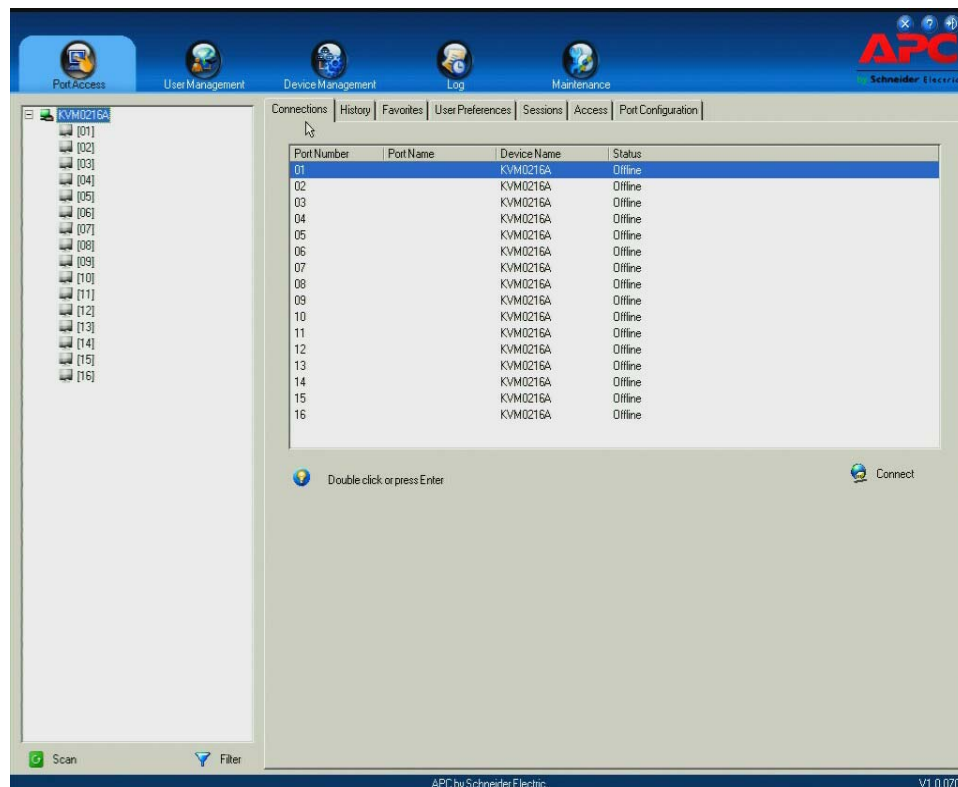 APC
by Schneider Electric
Port Access User Management Device Management Log Maintenance
KVM0216A
[01]
[02]
[03]
[04]
[05]
[06]
[07]
[08]
[09]
[10]
[11]
[12]
[13]
[14]
[15]
[16]
Scan Filter
Connections History Favorites User Preferences Sessions Access Port Configuration
Port Number Port Name Device Name Status
01 KVM0216A Offline
02 KVM0216A Offline
03 KVM0216A Offline
04 KVM0216A Offline
05 KVM0216A Offline
06 KVM0216A Offline
07 KVM0216A Offline
08 KVM0216A Offline
09 KVM0216A Offline
10 KVM0216A Offline
11 KVM0216A Offline
12 KVM0216A Offline
13 KVM0216A Offline
14 KVM0216A Offline
15 KVM0216A Offline
16 KVM0216A Offline
Double click or press Enter
Connect
APC by Schneider Electric
V1.0.070